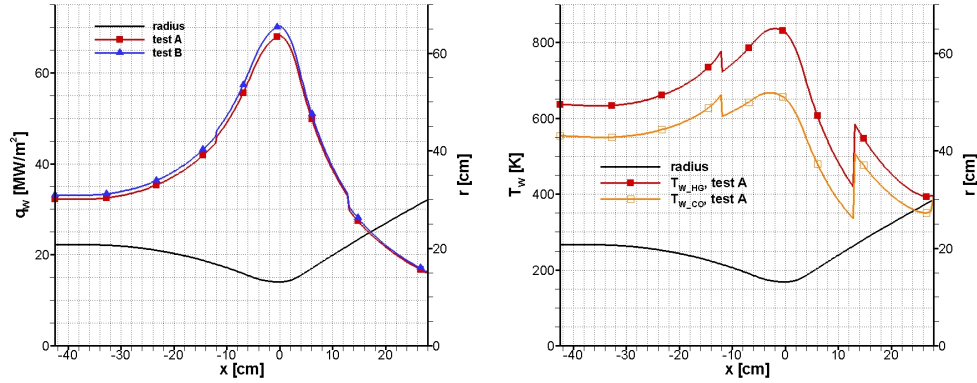 radius
test A
test B
q_w [MW/m²]
0
20
40
60
r [cm]
0
20
40
60
-40
-30
-20
-10
0
10
20
x [cm]
radius
T_W_HG, test A
T_W_CO, test A
T_w [K]
0
200
400
600
800
r [cm]
0
20
40
60
-40
-30
-20
-10
0
10
20
x [cm]